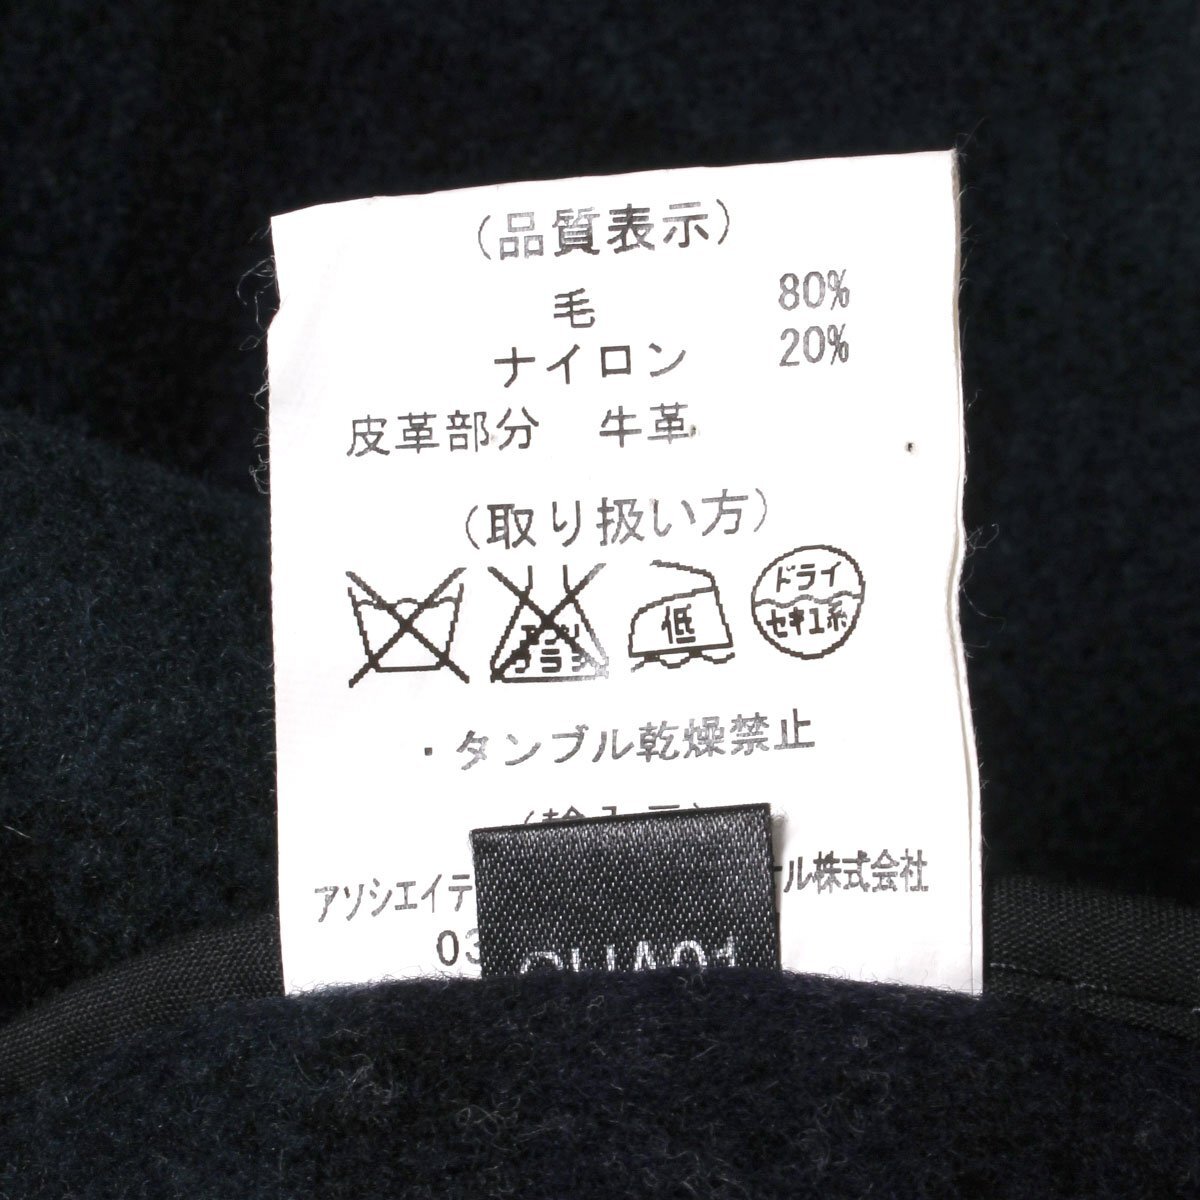 （品質表示）
毛 80%
ナイロン 20%
皮革部分 牛革
（取り扱い方）
低
ドライ
セキユ系
・タンブル乾燥禁止
アソシエイテ ール株式会社
03